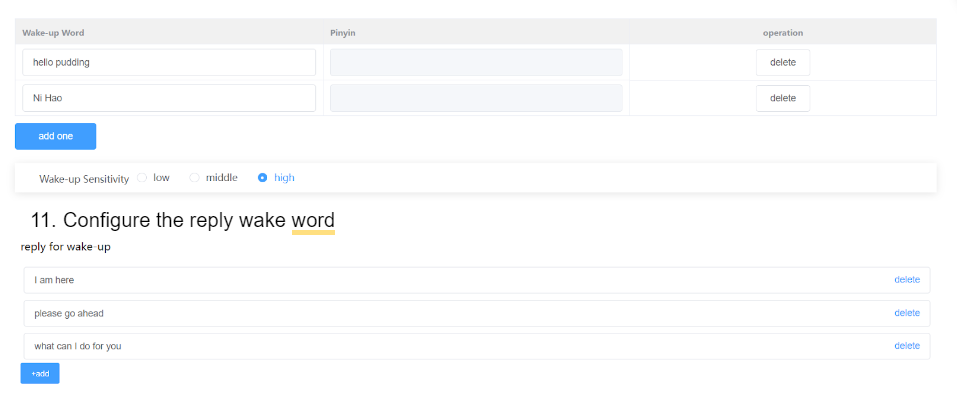 Wake-up Word Pinyin operation
hello pudding delete
Ni Hao delete
add one
Wake-up Sensitivity low middle high
11. Configure the reply wake word
reply for wake-up
I am here delete
please go ahead delete
what can I do for you delete
+add